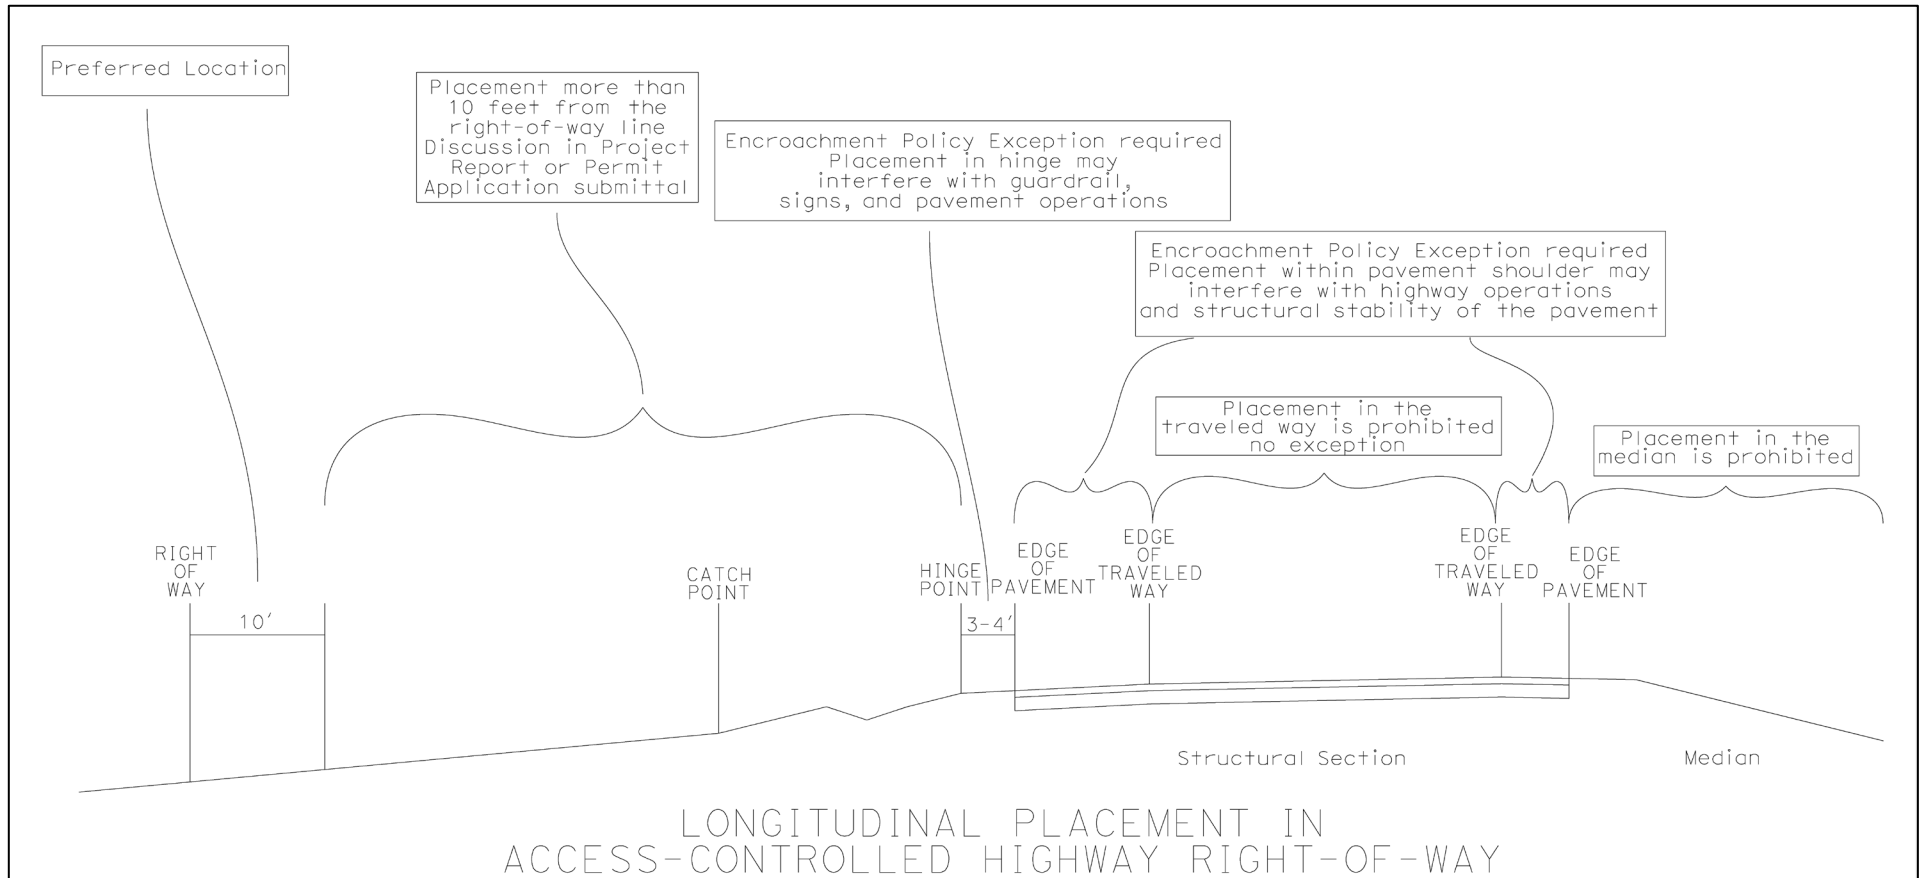 Preferred Location
Placement more than
10 feet from the
right-of-way line
Discussion in Project
Report or Permit
Application submittal
Encroachment Policy Exception required
Placement in hinge may
interfere with guardrail,
signs, and pavement operations
Encroachment Policy Exception required
Placement within pavement shoulder may
interfere with highway operations
and structural stability of the pavement
Placement in the
traveled way is prohibited
no exception
Placement in the
median is prohibited
RIGHT
OF
WAY
CATCH
POINT
HINGE
POINT
EDGE
OF
PAVEMENT
EDGE
OF
TRAVELED
WAY
EDGE
OF
TRAVELED
WAY
EDGE
OF
PAVEMENT
10'
3-4'
Structural Section
Median
LONGITUDINAL PLACEMENT IN
ACCESS-CONTROLLED HIGHWAY RIGHT-OF-WAY